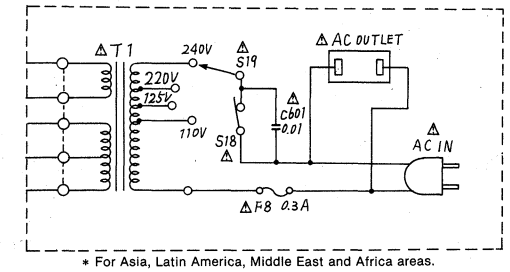 ⚠ T1
240V
⚠
S19
⚠ AC OUTLET
220V
125V
⚠
C601
0.01
110V
S18
⚠
⚠
AC IN
⚠ F8 0.3A
* For Asia, Latin America, Middle East and Africa areas.